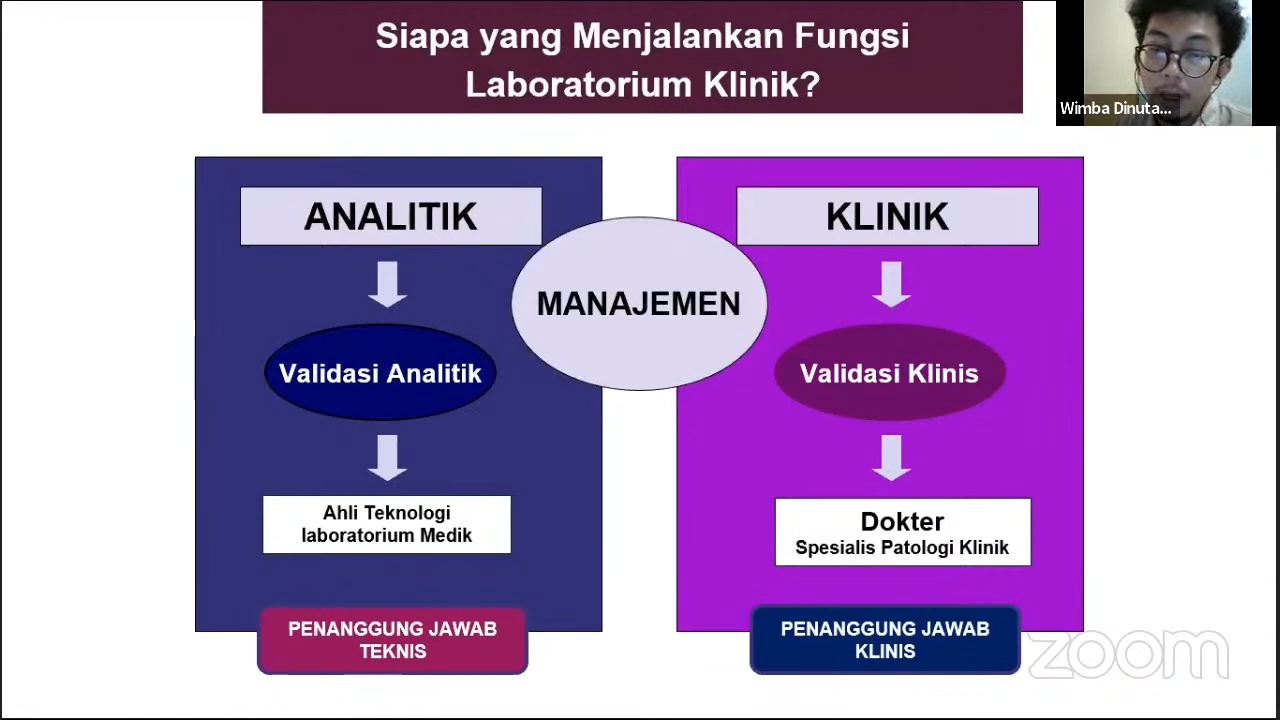 Siapa yang Menjalankan Fungsi
Laboratorium Klinik?
Wimba Dinuta...
ANALITIK
KLINIK
MANAJEMEN
Validasi Analitik
Validasi Klinis
Ahli Teknologi
laboratorium Medik
Dokter
Spesialis Patologi Klinik
PENANGGUNG JAWAB
TEKNIS
PENANGGUNG JAWAB
KLINIS
zoom